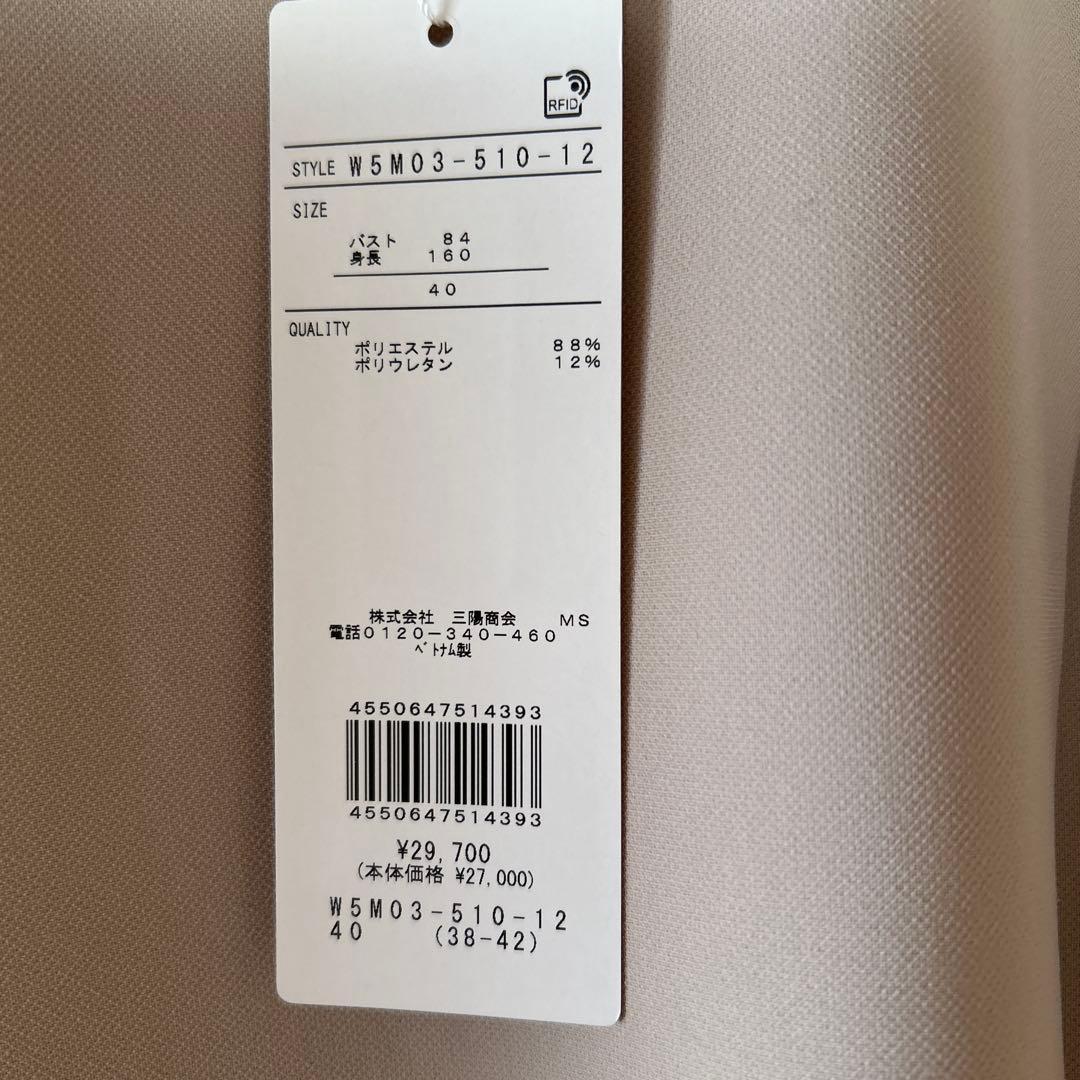 RFID
STYLE W5M03-510-12
SIZE
バスト 84
身長 160
40
QUALITY
ポリエステル 88%
ポリウレタン 12%
株式会社 三陽商会 MS
電話0120-340-460
ベトナム製
4550647514393
4550647514393
¥29,700
(本体価格 ¥27,000)
W5M03-510-12
40 (38-42)